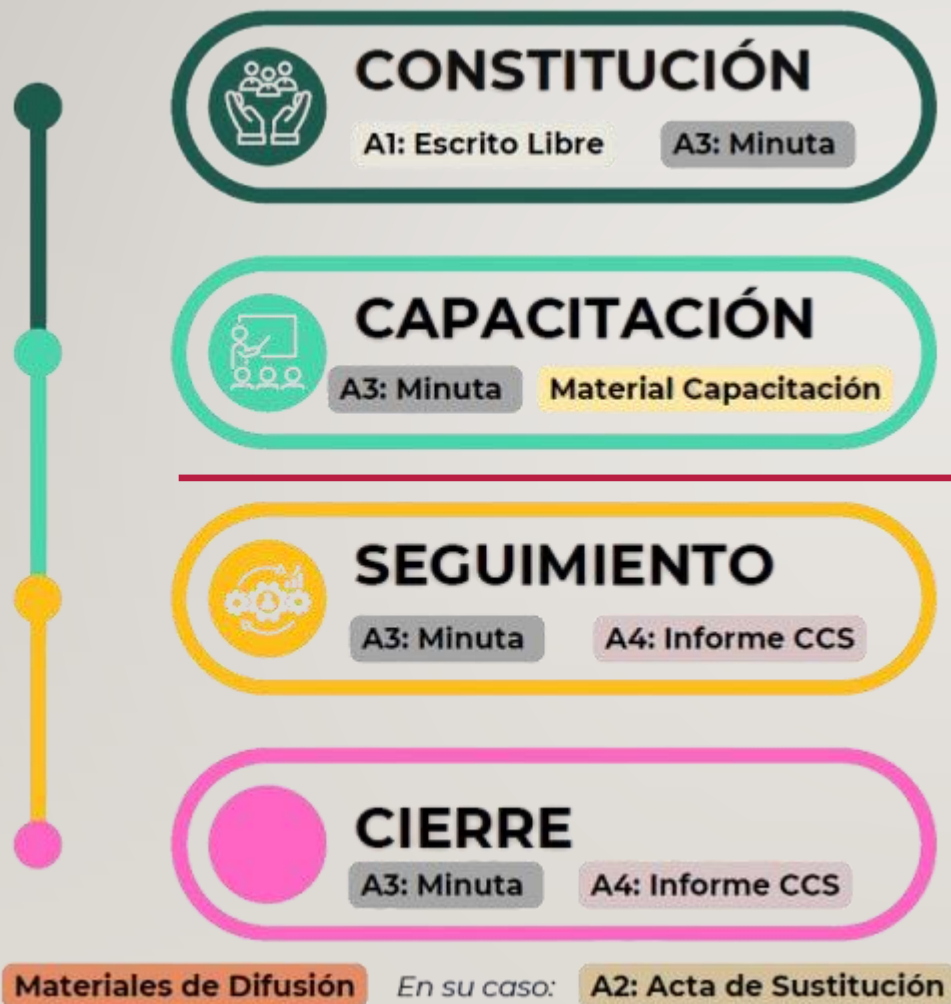 CONSTITUCIÓN
A1: Escrito Libre A3: Minuta
CAPACITACIÓN
A3: Minuta Material Capacitación
SEGUIMIENTO
A3: Minuta A4: Informe CCS
CIERRE
A3: Minuta A4: Informe CCS
Materiales de Difusión En su caso: A2: Acta de Sustitución